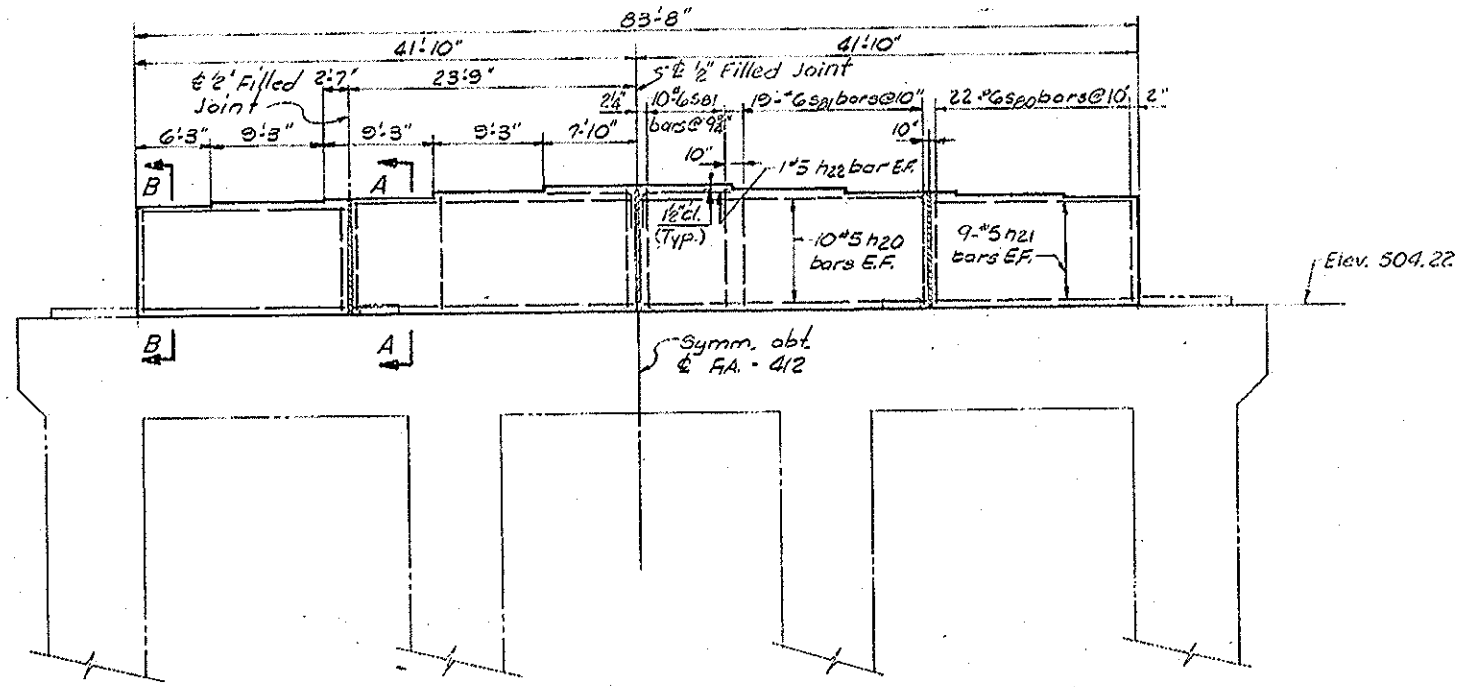 83'-8"
41'-10"
41'-10"
℄ ½" Filled
Joint
2'-7"
23'-9"
℄ ½" Filled Joint
2¼"
10-#6 s81
bars @ 9¾"
19-#6 s81 bars @ 10"
22-#6 s80 bars @ 10"
2"
6'-3"
9'-3"
9'-3"
9'-3"
7'-10"
10"
10"
B
A
1-#5 h22 bar E.F.
1½" cl.
(Typ.)
10-#5 h20
bars E.F.
9-#5 h21
bars E.F.
Elev. 504.22
B
A
Symm. abt.
℄ F.A. - 412